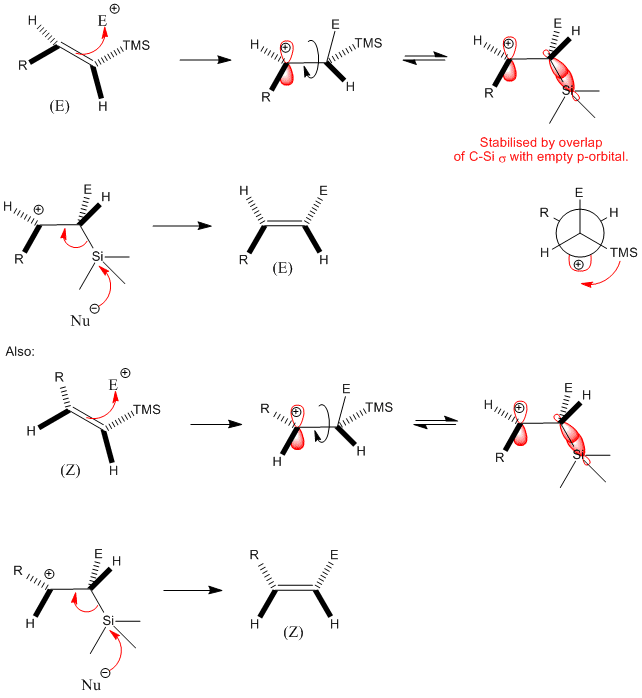 E ⊕
TMS
H
R
H
(E)
H
⊕
E
TMS
R
H
H
⊕
E
H
R
Si
Stabilised by overlap
of C-Si σ with empty p-orbital.
H
⊕
E
H
R
Si
Nu ⊖
H
E
R
H
(E)
E
R
H
H
TMS
⊕
Also:
R
E ⊕
TMS
H
H
(Z)
R
⊕
E
TMS
H
H
H
⊕
E
H
R
Si
R
⊕
E
H
H
Si
Nu ⊖
R
E
H
H
(Z)